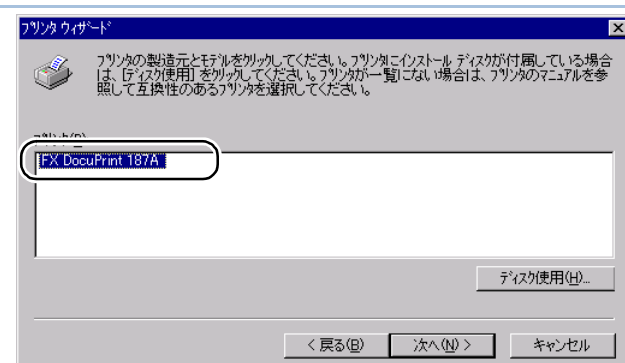 プリンタ ウィザード
プリンタの製造元とモデルをクリックしてください。プリンタにインストール ディスクが付属している場合
は、[ディスク使用] をクリックしてください。プリンタが一覧にない場合は、プリンタのマニュアルを参
照して互換性のあるプリンタを選択してください。
プリンタ(P)
FX DocuPrint 187A
ディスク使用(H)...
< 戻る(B)
次へ(N) >
キャンセル